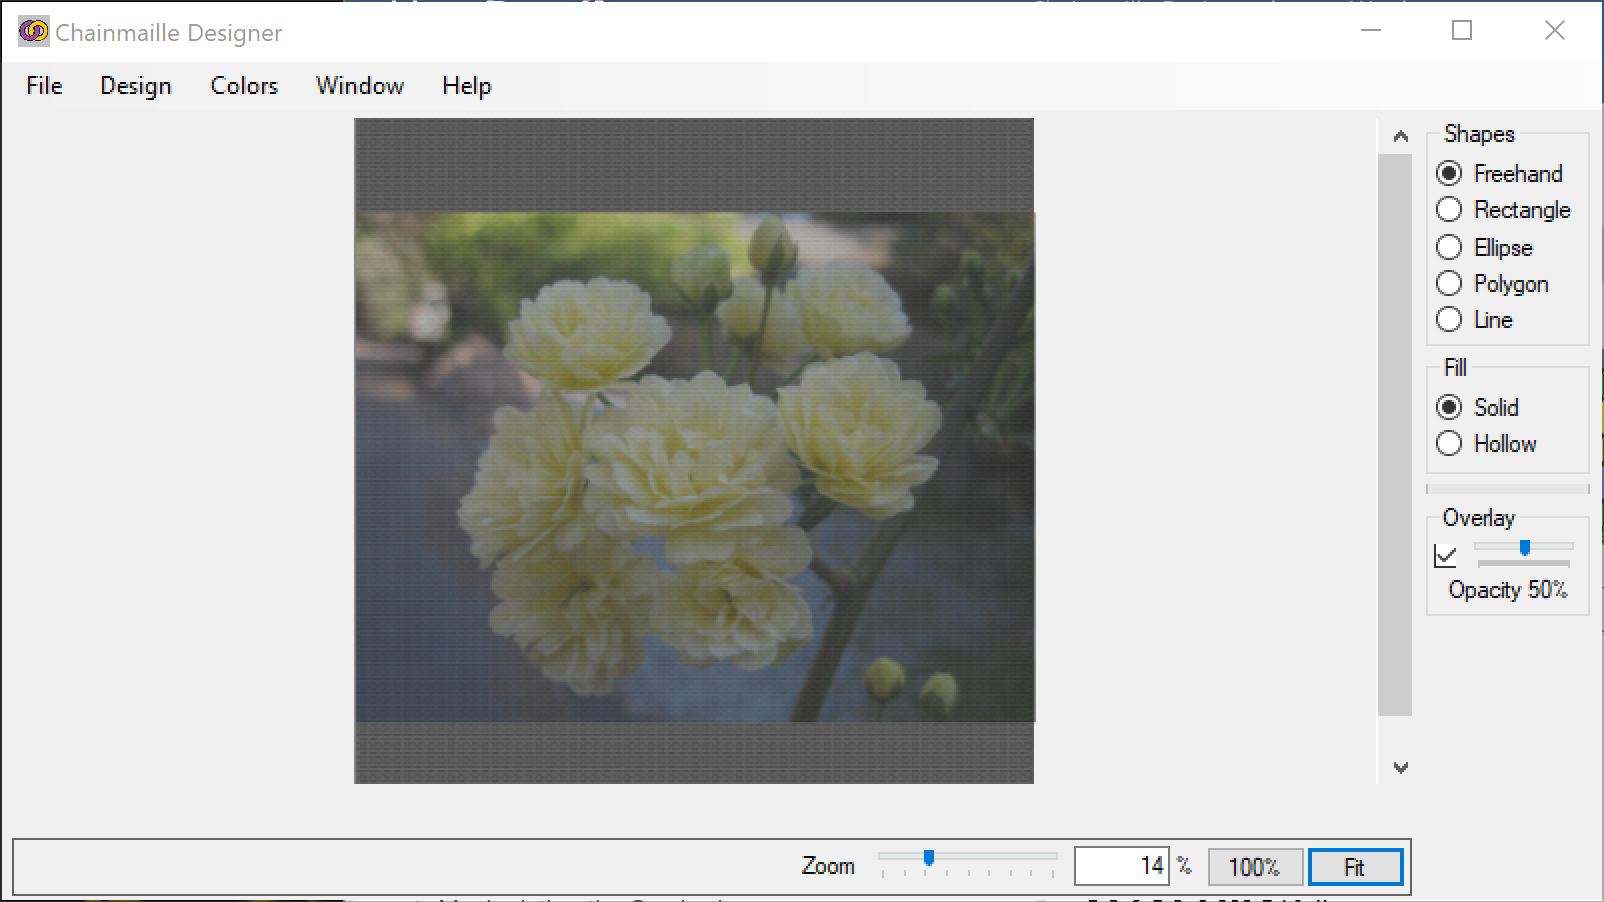 Chainmaille Designer
File Design Colors Window Help
Shapes
Freehand
Rectangle
Ellipse
Polygon
Line
Fill
Solid
Hollow
Overlay
Opacity 50%
Zoom 14 % 100% Fit